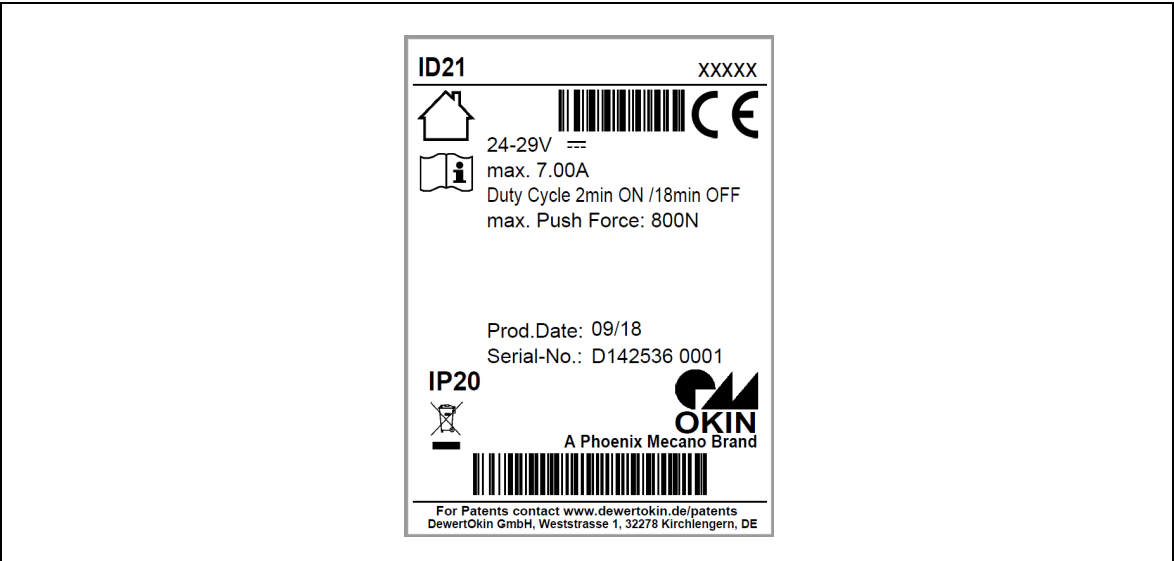 ID21 XXXXX
CE
24-29V
i
max. 7.00A
Duty Cycle 2min ON /18min OFF
max. Push Force: 800N
Prod.Date: 09/18
Serial-No.: D142536 0001
IP20
OKIN
A Phoenix Mecano Brand
For Patents contact www.dewertokin.de/patents
DewertOkin GmbH, Weststrasse 1, 32278 Kirchlengern, DE